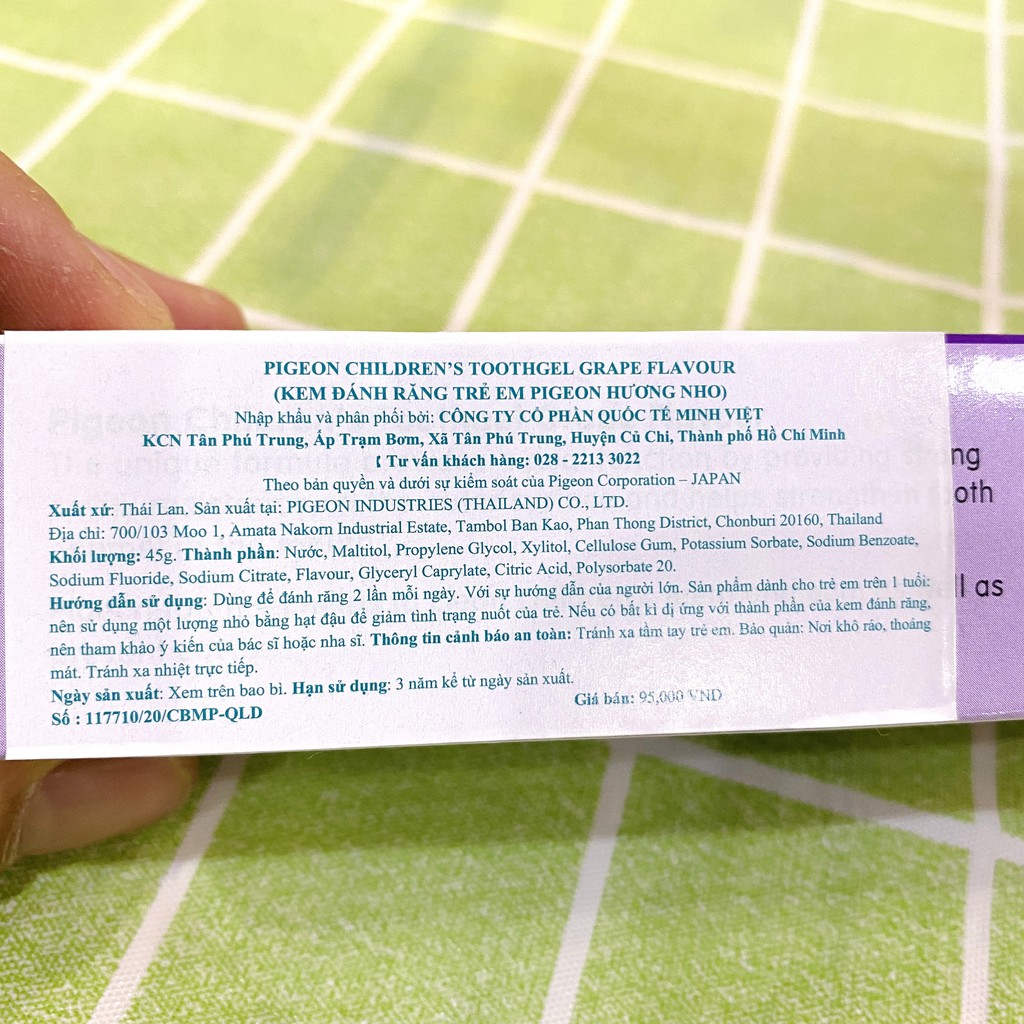 PIGEON CHILDREN'S TOOTHGEL GRAPE FLAVOUR
(KEM ĐÁNH RĂNG TRẺ EM PIGEON HƯƠNG NHO)
Nhập khẩu và phân phối bởi: CÔNG TY CỔ PHẦN QUỐC TẾ MINH VIỆT
KCN Tân Phú Trung, Ấp Trạm Bơm, Xã Tân Phú Trung, Huyện Củ Chi, Thành phố Hồ Chí Minh
Tư vấn khách hàng: 028 - 2213 3022
Theo bản quyền và dưới sự kiểm soát của Pigeon Corporation – JAPAN
Xuất xứ: Thái Lan. Sản xuất tại: PIGEON INDUSTRIES (THAILAND) CO., LTD.
Địa chỉ: 700/103 Moo 1, Amata Nakorn Industrial Estate, Tambol Ban Kao, Phan Thong District, Chonburi 20160, Thailand
Khối lượng: 45g. Thành phần: Nước, Maltitol, Propylene Glycol, Xylitol, Cellulose Gum, Potassium Sorbate, Sodium Benzoate,
Sodium Fluoride, Sodium Citrate, Flavour, Glyceryl Caprylate, Citric Acid, Polysorbate 20.
Hướng dẫn sử dụng: Dùng để đánh răng 2 lần mỗi ngày. Với sự hướng dẫn của người lớn. Sản phẩm dành cho trẻ em trên 1 tuổi:
nên sử dụng một lượng nhỏ bằng hạt đậu để giảm tình trạng nuốt của trẻ. Nếu có bất kì dị ứng với thành phần của kem đánh răng,
nên tham khảo ý kiến của bác sĩ hoặc nha sĩ. Thông tin cảnh báo an toàn: Tránh xa tầm tay trẻ em. Bảo quản: Nơi khô ráo, thoáng
mát. Tránh xa nhiệt trực tiếp.
Ngày sản xuất: Xem trên bao bì. Hạn sử dụng: 3 năm kể từ ngày sản xuất.
Số : 117710/20/CBMP-QLD
Giá bán: 95,000 VND
ng
oth
ll as